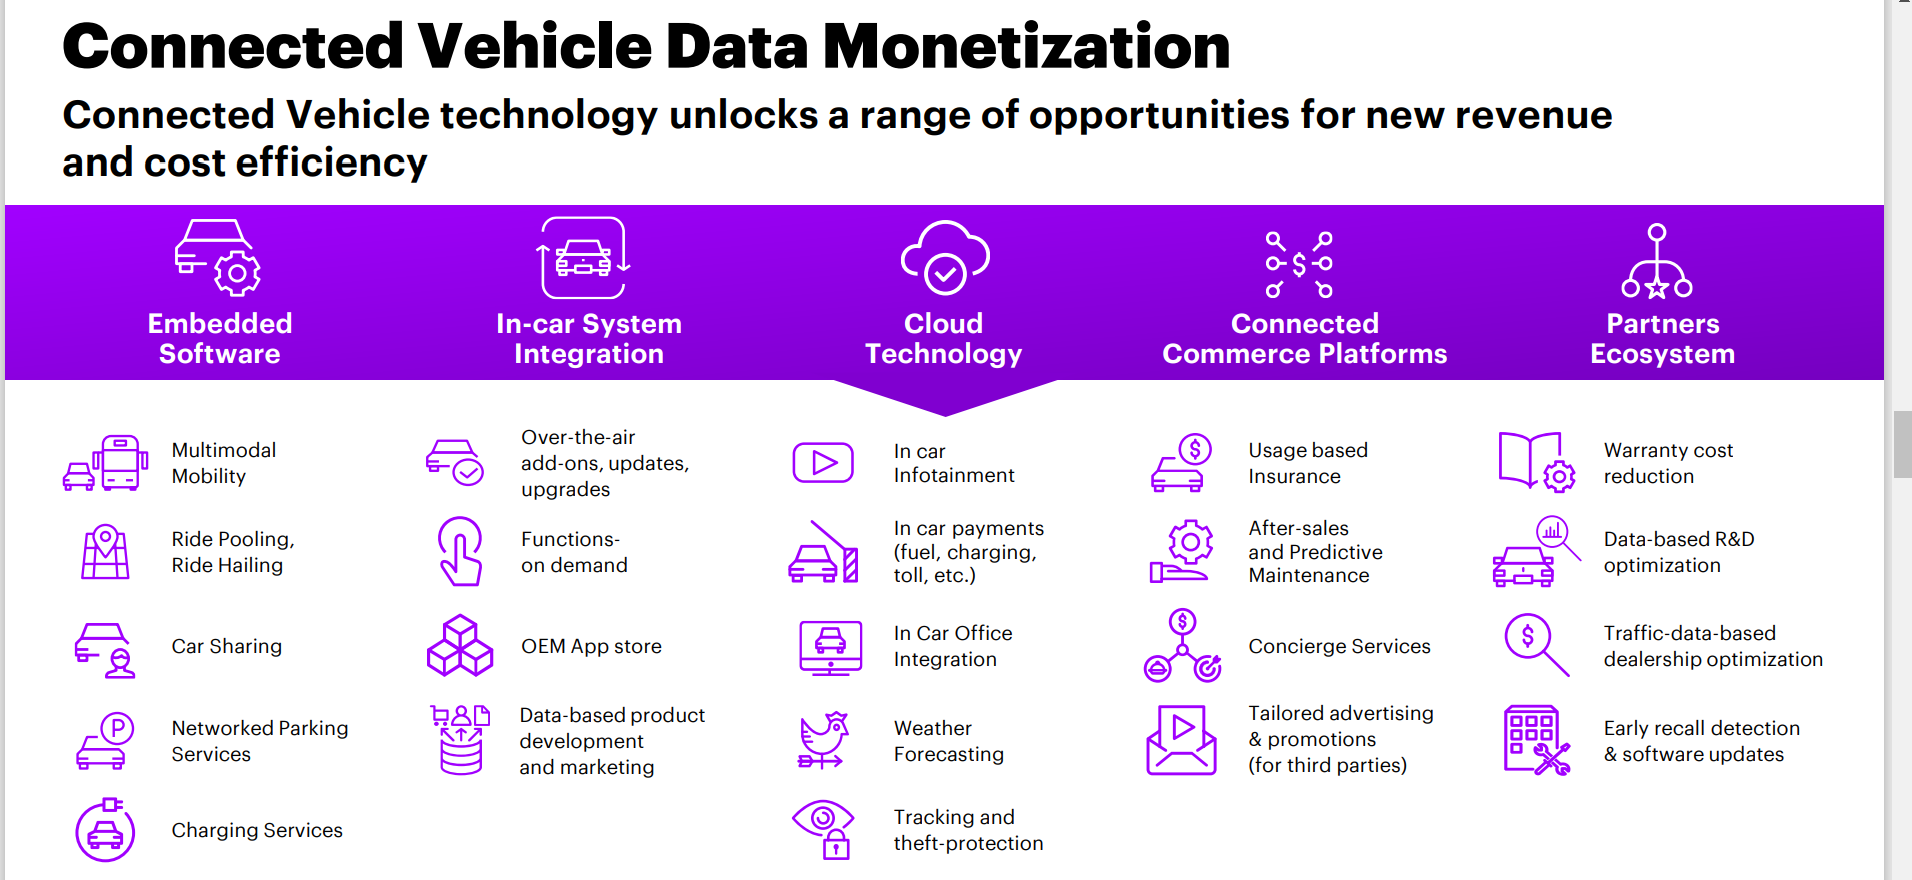 Connected Vehicle Data Monetization
Connected Vehicle technology unlocks a range of opportunities for new revenue
and cost efficiency
Embedded
Software
In-car System
Integration
Cloud
Technology
Connected
Commerce Platforms
Partners
Ecosystem
Multimodal
Mobility
Ride Pooling,
Ride Hailing
Car Sharing
P
Networked Parking
Services
Charging Services
Over-the-air
add-ons, updates,
upgrades
Functions-
on demand
OEM App store
Data-based product
development
and marketing
In car
Infotainment
In car payments
(fuel, charging,
toll, etc.)
In Car Office
Integration
Weather
Forecasting
Tracking and
theft-protection
$
Usage based
Insurance
After-sales
and Predictive
Maintenance
$
Concierge Services
Tailored advertising
& promotions
(for third parties)
Warranty cost
reduction
Data-based R&D
optimization
$
Traffic-data-based
dealership optimization
Early recall detection
& software updates